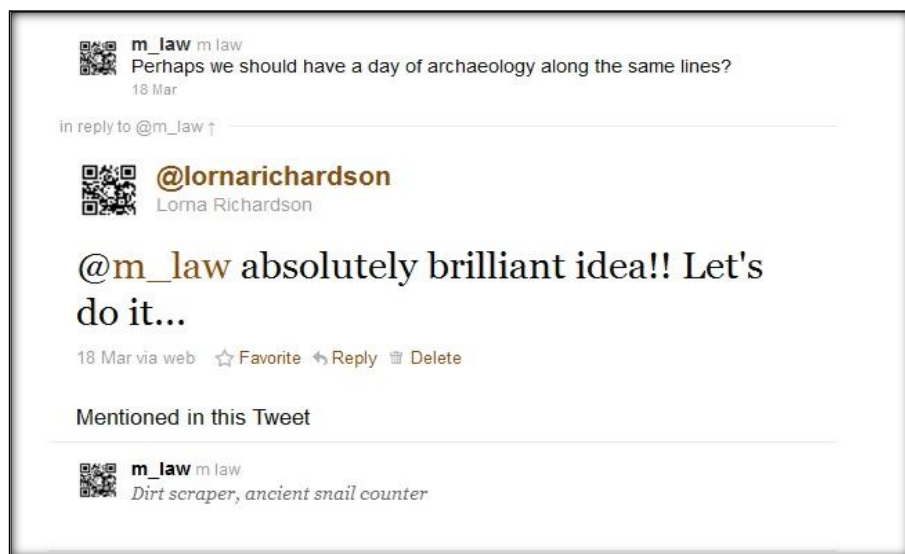 m_law m law
Perhaps we should have a day of archaeology along the same lines?
18 Mar
in reply to @m_law ↑
@lornarichardson
Lorna Richardson
@m_law absolutely brilliant idea!! Let's
do it...
18 Mar via web Favorite Reply Delete
Mentioned in this Tweet
m_law m law
Dirt scraper, ancient snail counter